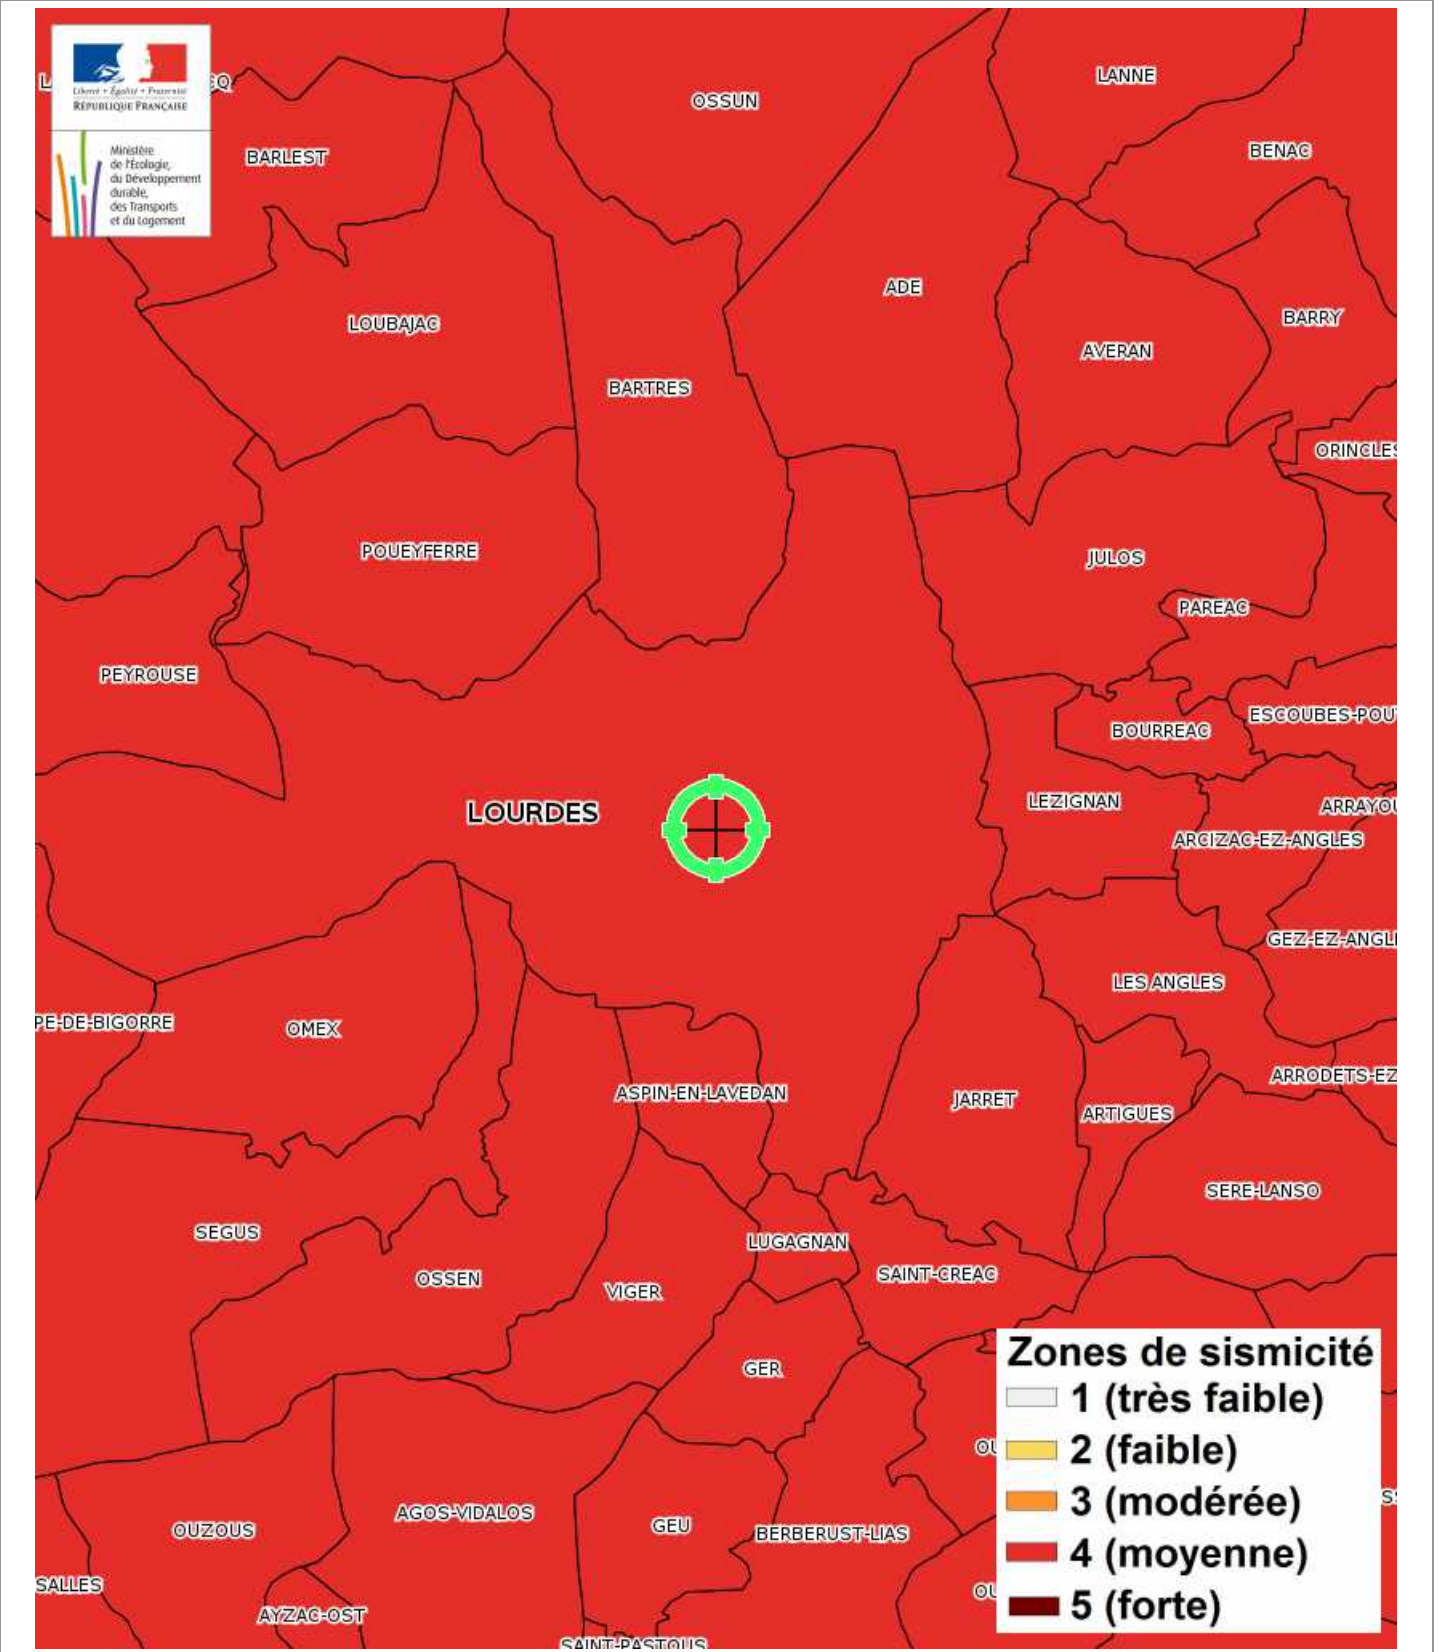 Liberté • Égalité • Fraternité
RÉPUBLIQUE FRANÇAISE
Ministère
de l'Écologie,
du Développement
durable,
des Transports
et du Logement
LANNE
OSSUN
BARLEST
BENAC
ADE
BARRY
LOUBAJAC
AVERAN
BARTRES
ORINCLES
POUEYFERRE
JULOS
PAREAC
PEYROUSE
ESCOUBES-POU
BOURREAC
LEZIGNAN
ARRAYOU
LOURDES
ARCIZAC-EZ-ANGLES
GEZ-EZ-ANGL
LES ANGLES
PE-DE-BIGORRE
OMEX
ARRODETS-EZ
ASPIN-EN-LAVEDAN
JARRET
ARTIGUES
SERE-LANSO
SEGUS
LUGAGNAN
SAINT-CREAC
OSSEN
VIGER
GER
Zones de sismicité
1 (très faible)
2 (faible)
3 (modérée)
4 (moyenne)
5 (forte)
OU
AGOS-VIDALOS
GEU
OUZOUS
BERBERUST-LIAS
SALLES
OU
AYZAC-OST
SAINT-PASTOUS